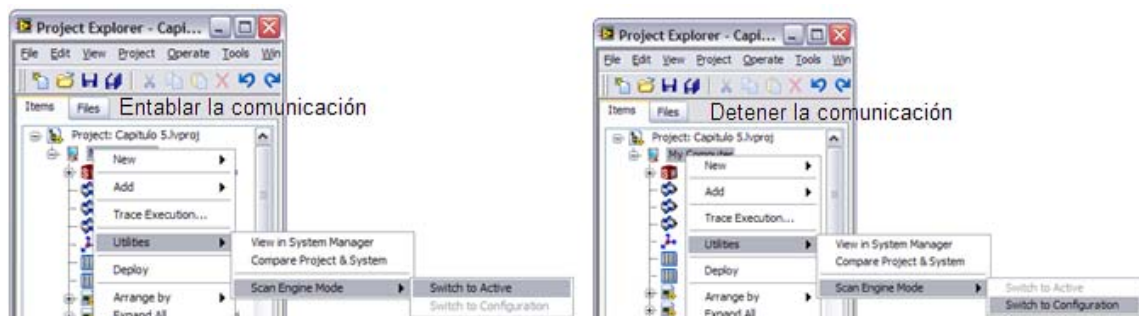 Project Explorer - Capi...
File Edit View Project Operate Tools Win
Items Files Entablar la comunicación
Project: Capitulo 5.lvproj
New
Add
Trace Execution...
Utilities
View in System Manager
Compare Project & System
Deploy
Scan Engine Mode
Switch to Active
Arrange by
Switch to Configuration
Expand All
Project Explorer - Capi...
File Edit View Project Operate Tools Win
Items Files Detener la comunicación
Project: Capitulo 5.lvproj
My Computer
New
Add
Trace Execution...
Utilities
View in System Manager
Compare Project & System
Deploy
Scan Engine Mode
Switch to Active
Arrange by
Switch to Configuration
Expand All